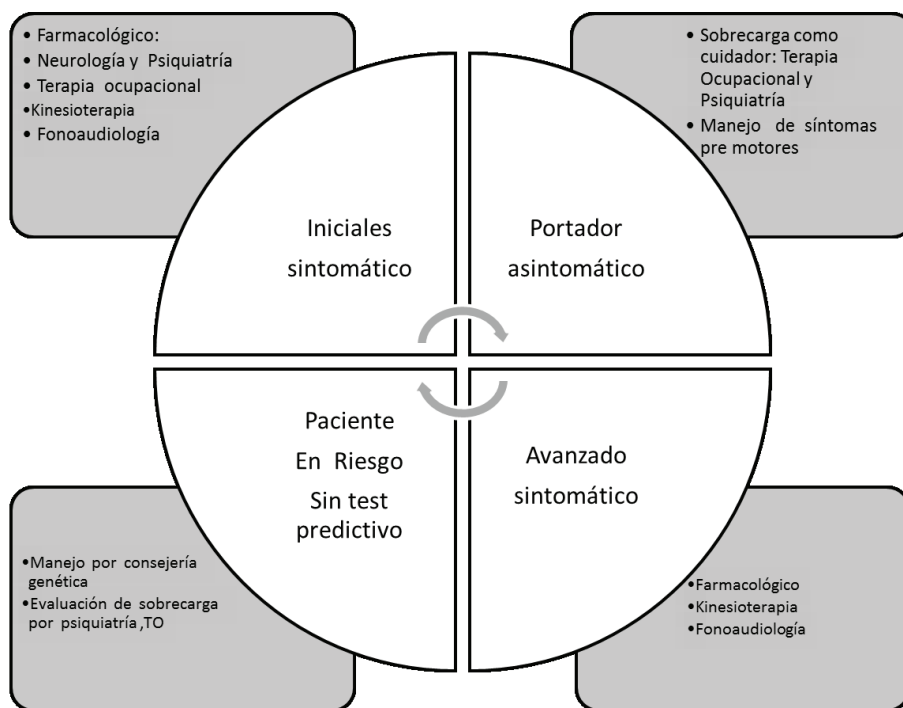 • Farmacológico:
• Neurología y Psiquiatría
• Terapia ocupacional
•Kinesioterapia
• Fonoaudiología
• Sobrecarga como
cuidador: Terapia
Ocupacional y
Psiquiatría
• Manejo de síntomas
pre motores
Iniciales
sintomático
Portador
asintomático
Paciente
En Riesgo
Sin test
predictivo
Avanzado
sintomático
•Manejo por consejería
genética
•Evaluación de sobrecarga
por psiquiatría ,TO
•Farmacológico
•Kinesioterapia
•Fonoaudiología